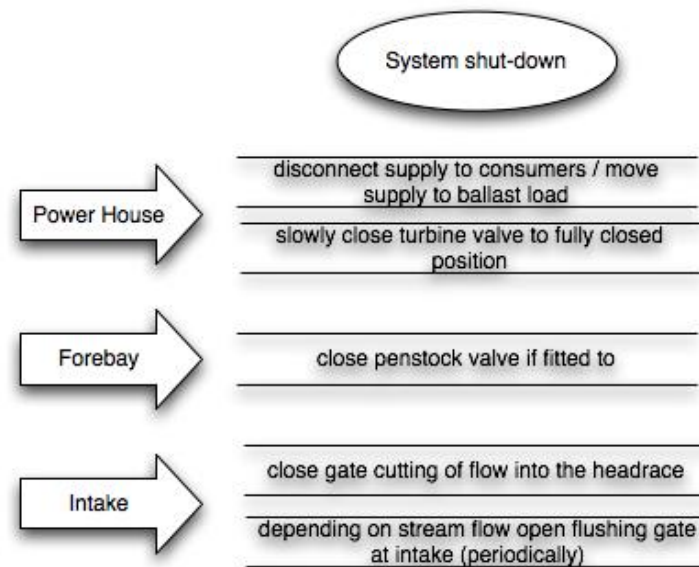 System shut-down
disconnect supply to consumers / move
supply to ballast load
Power House
slowly close turbine valve to fully closed
position
Forebay
close penstock valve if fitted to
close gate cutting of flow into the headrace
Intake
depending on stream flow open flushing gate
at intake (periodically)